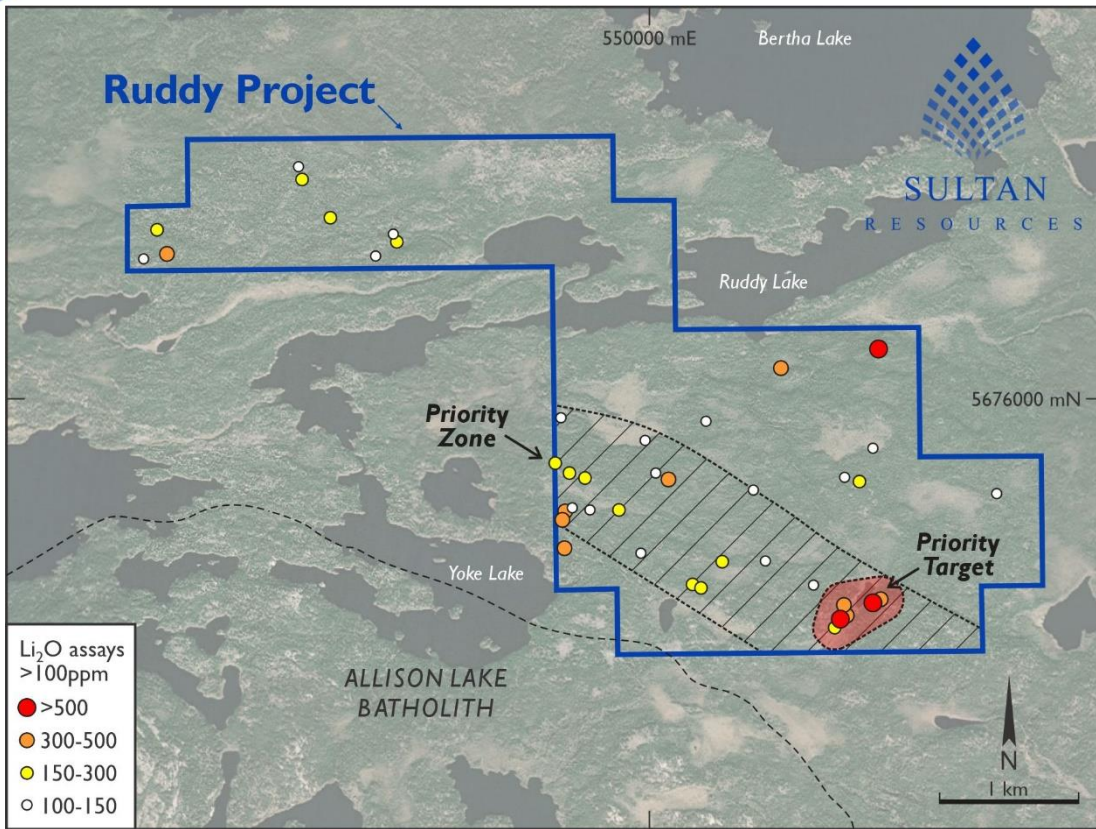 550000 mE
Bertha Lake
Ruddy Project
SULTAN
RESOURCES
Ruddy Lake
5676000 mN
Priority
Zone
Priority
Target
Yoke Lake
ALLISON LAKE
BATHOLITH
Li₂O assays
>100ppm
>500
300-500
150-300
100-150
N
1 km